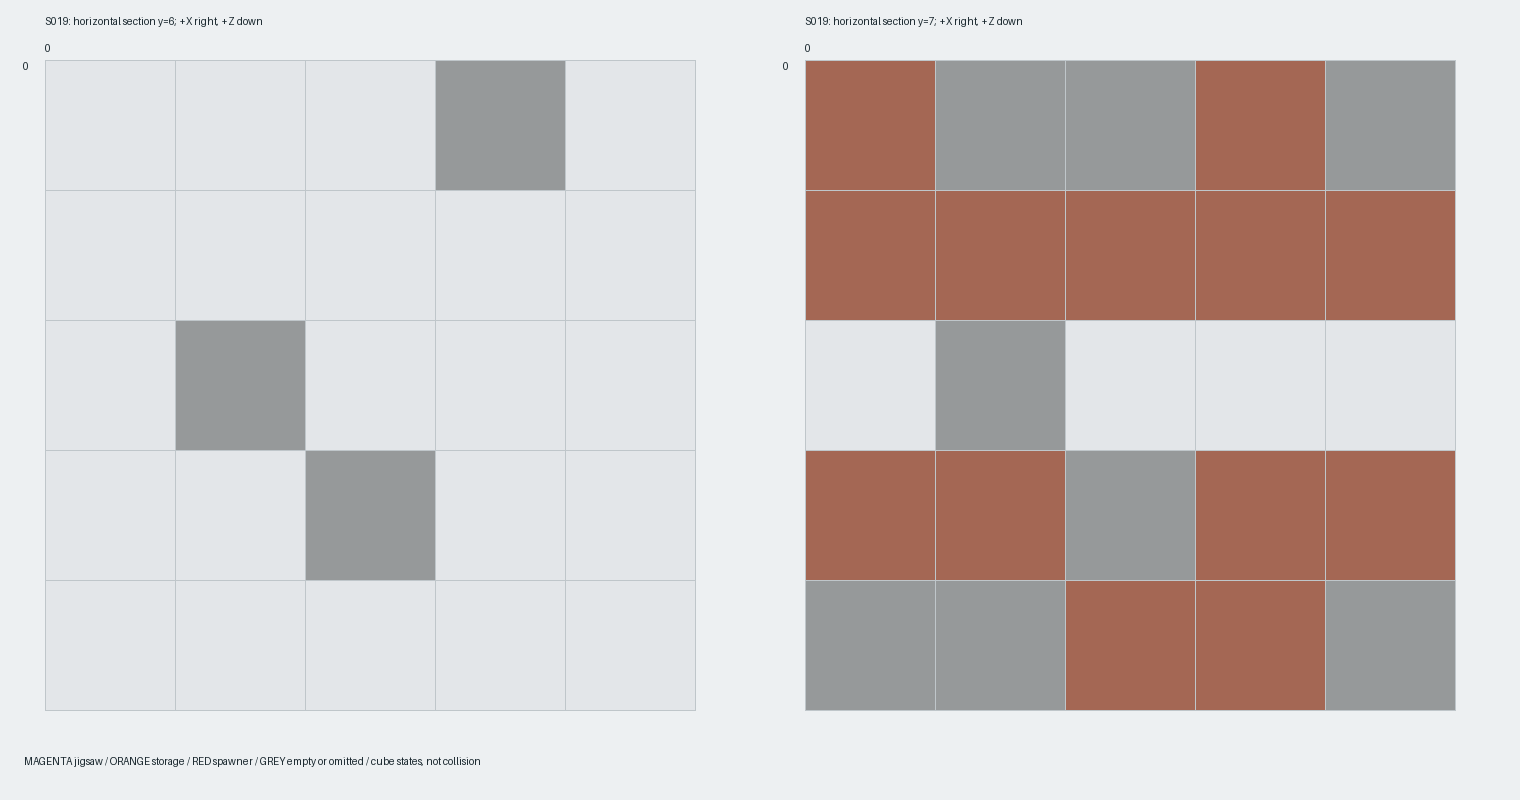 S019: horizontal section y=6; +X right, +Z down
S019: horizontal section y=7; +X right, +Z down
0
0
0
0
MAGENTA jigsaw / ORANGE storage / RED spawner / GREY empty or omitted / cube states, not collision